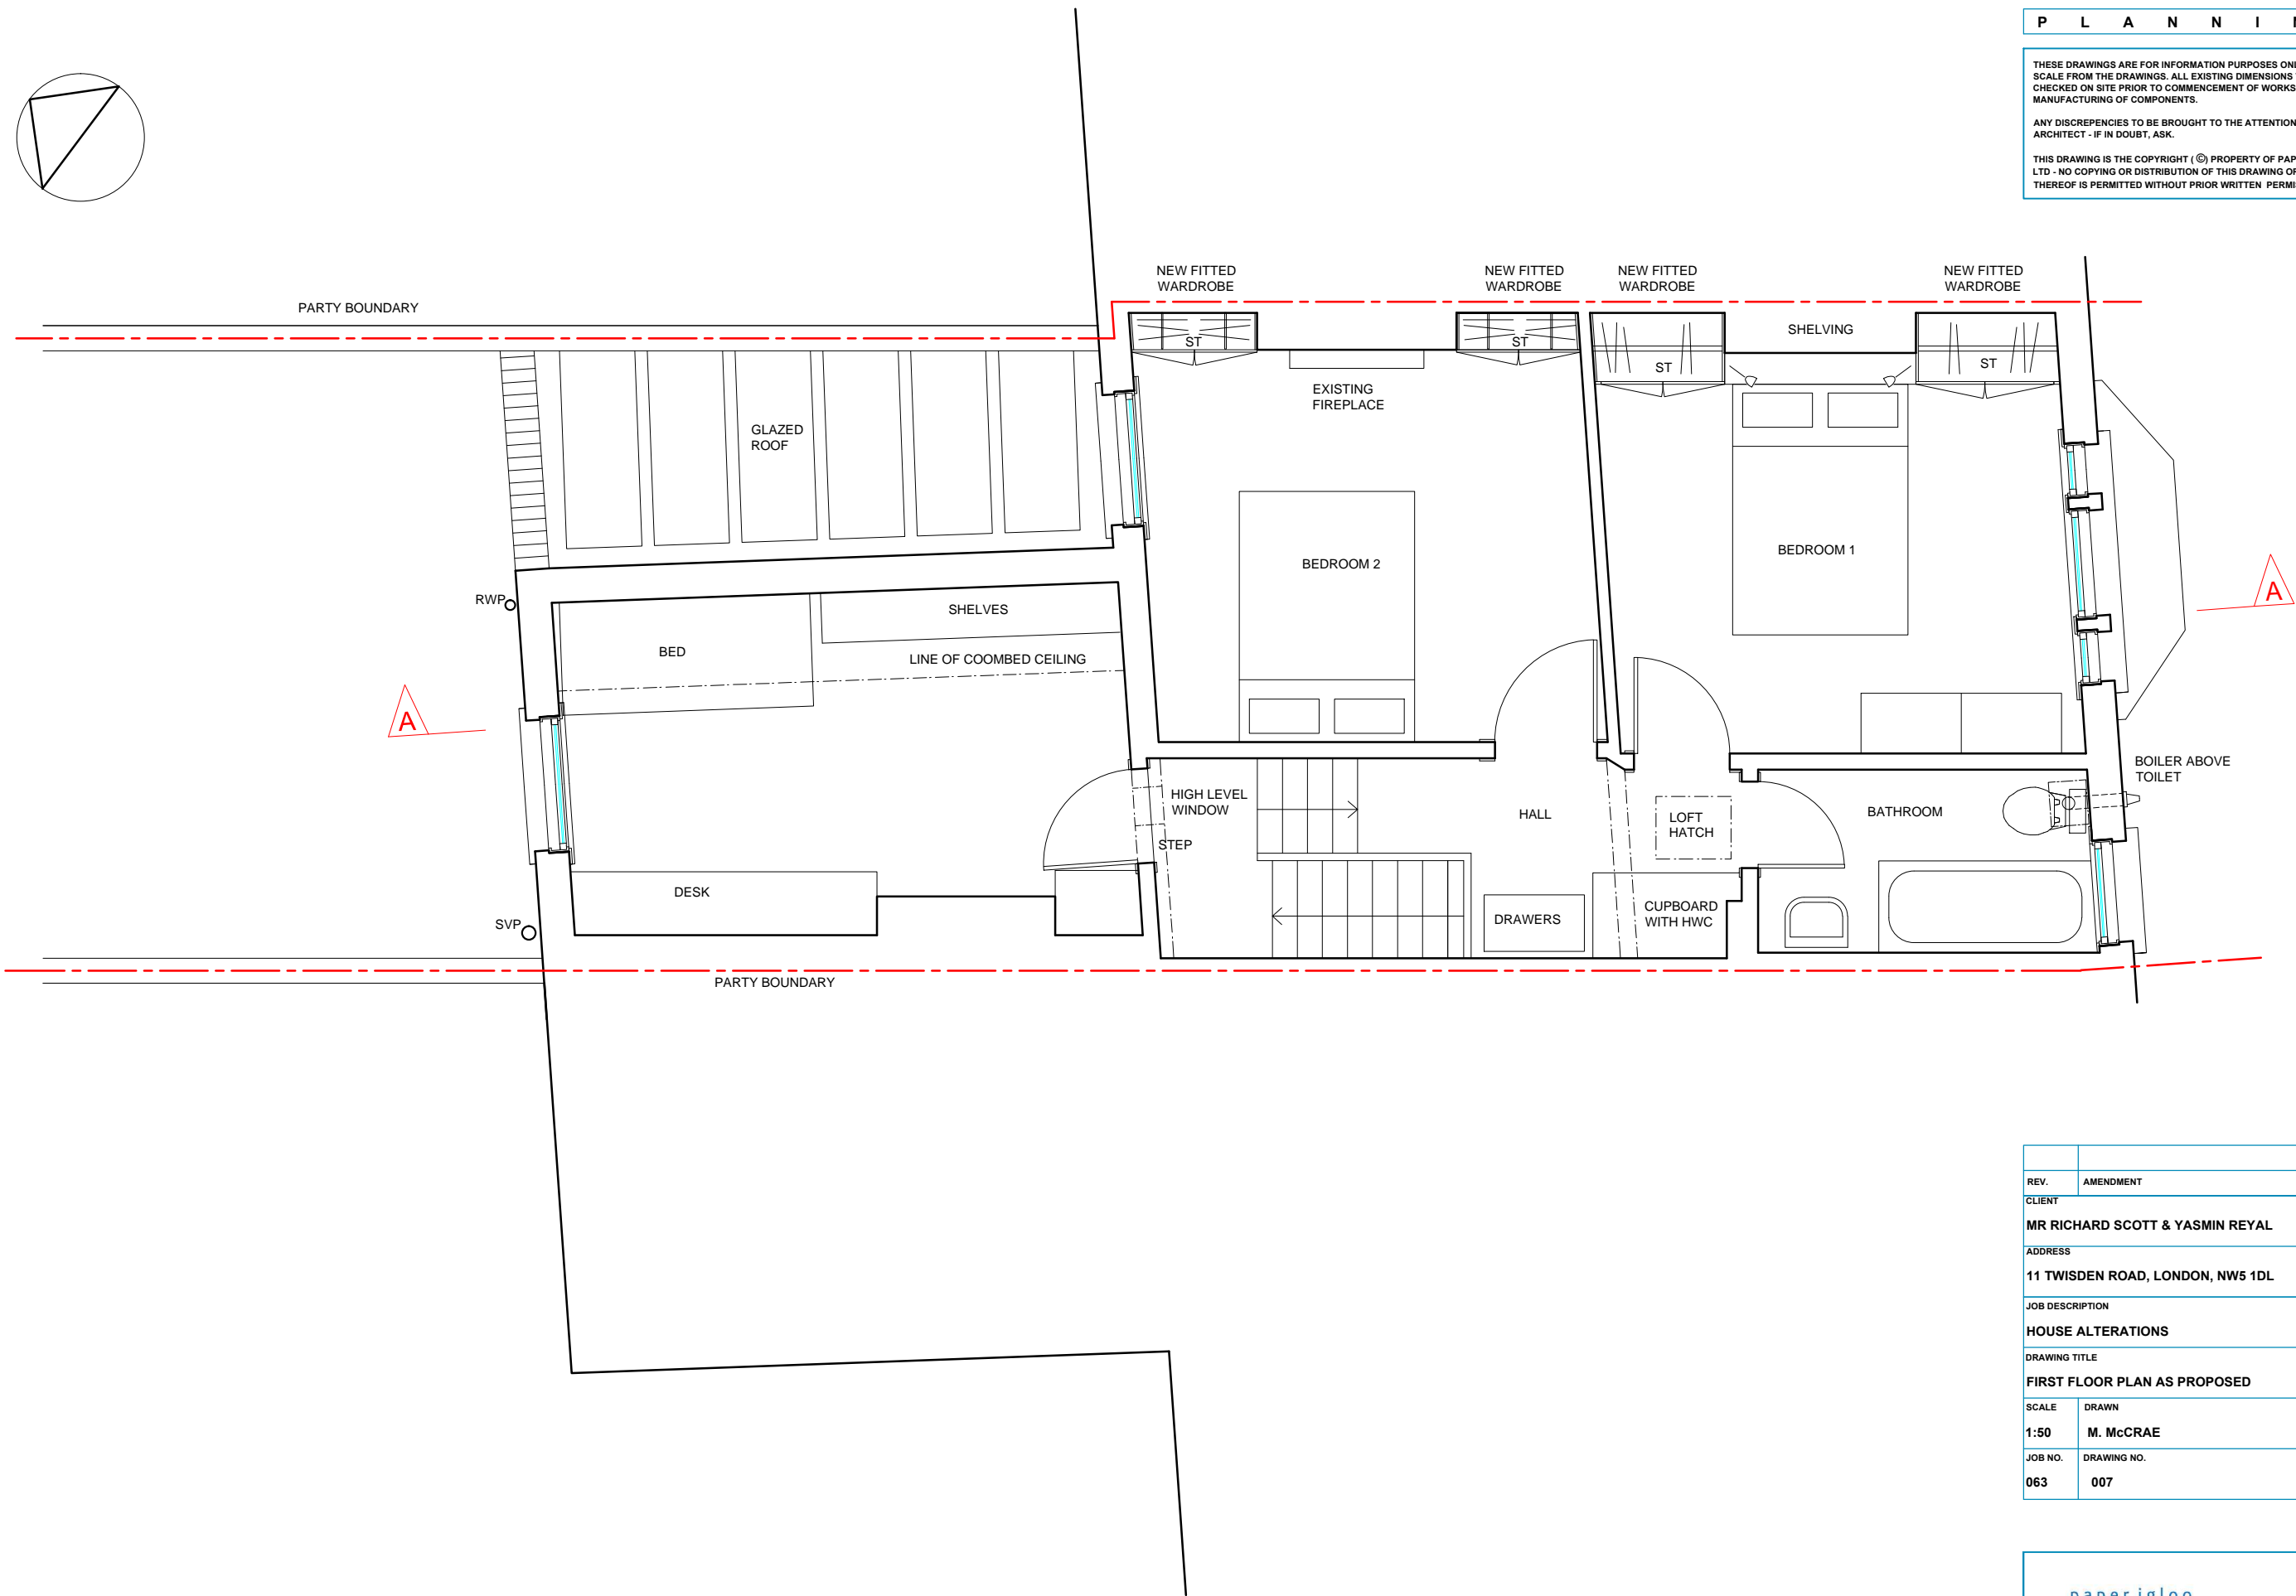 P L A N N I
THESE DRAWINGS ARE FOR INFORMATION PURPOSES ONL
SCALE FROM THE DRAWINGS. ALL EXISTING DIMENSIONS
CHECKED ON SITE PRIOR TO COMMENCEMENT OF WORKS
MANUFACTURING OF COMPONENTS.
ANY DISCREPENCIES TO BE BROUGHT TO THE ATTENTION
ARCHITECT - IF IN DOUBT, ASK.
THIS DRAWING IS THE COPYRIGHT ( ©) PROPERTY OF PAP
LTD - NO COPYING OR DISTRIBUTION OF THIS DRAWING OR
THEREOF IS PERMITTED WITHOUT PRIOR WRITTEN PERMI
NEW FITTED
WARDROBE
NEW FITTED
WARDROBE
NEW FITTED
WARDROBE
NEW FITTED
WARDROBE
PARTY BOUNDARY
SHELVING
ST
ST
ST
ST
EXISTING
FIREPLACE
GLAZED
ROOF
BEDROOM 2
BEDROOM 1
A
RWP
SHELVES
BED
LINE OF COOMBED CEILING
A
BOILER ABOVE
TOILET
HIGH LEVEL
WINDOW
HALL
LOFT
HATCH
BATHROOM
STEP
DESK
DRAWERS
CUPBOARD
WITH HWC
SVP
PARTY BOUNDARY
REV. AMENDMENT
CLIENT
MR RICHARD SCOTT & YASMIN REYAL
ADDRESS
11 TWISDEN ROAD, LONDON, NW5 1DL
JOB DESCRIPTION
HOUSE ALTERATIONS
DRAWING TITLE
FIRST FLOOR PLAN AS PROPOSED
SCALE DRAWN
1:50 M. McCRAE
JOB NO. DRAWING NO.
063 007
paper igloo